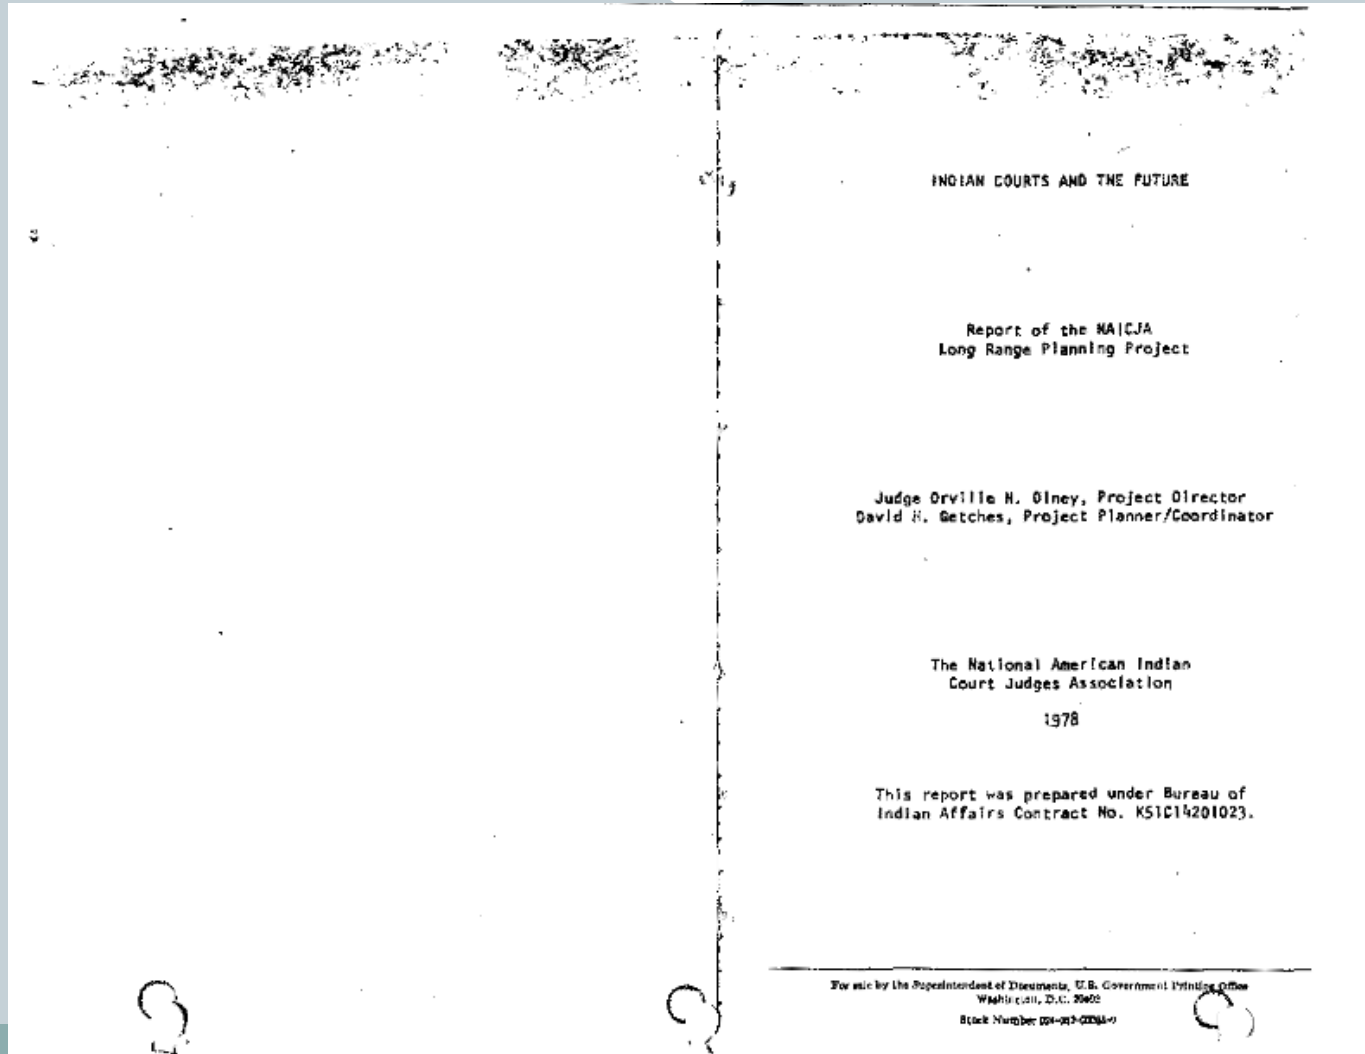 INDIAN COURTS AND THE FUTURE
Report of the NAICJA
Long Range Planning Project
Judge Orville N. Olney, Project Director
David H. Getches, Project Planner/Coordinator
The National American Indian
Court Judges Association
1978
This report was prepared under Bureau of
Indian Affairs Contract No. K51C14201023.
For sale by the Superintendent of Documents, U.S. Government Printing Office
Washington, D.C. 20402
Stock Number